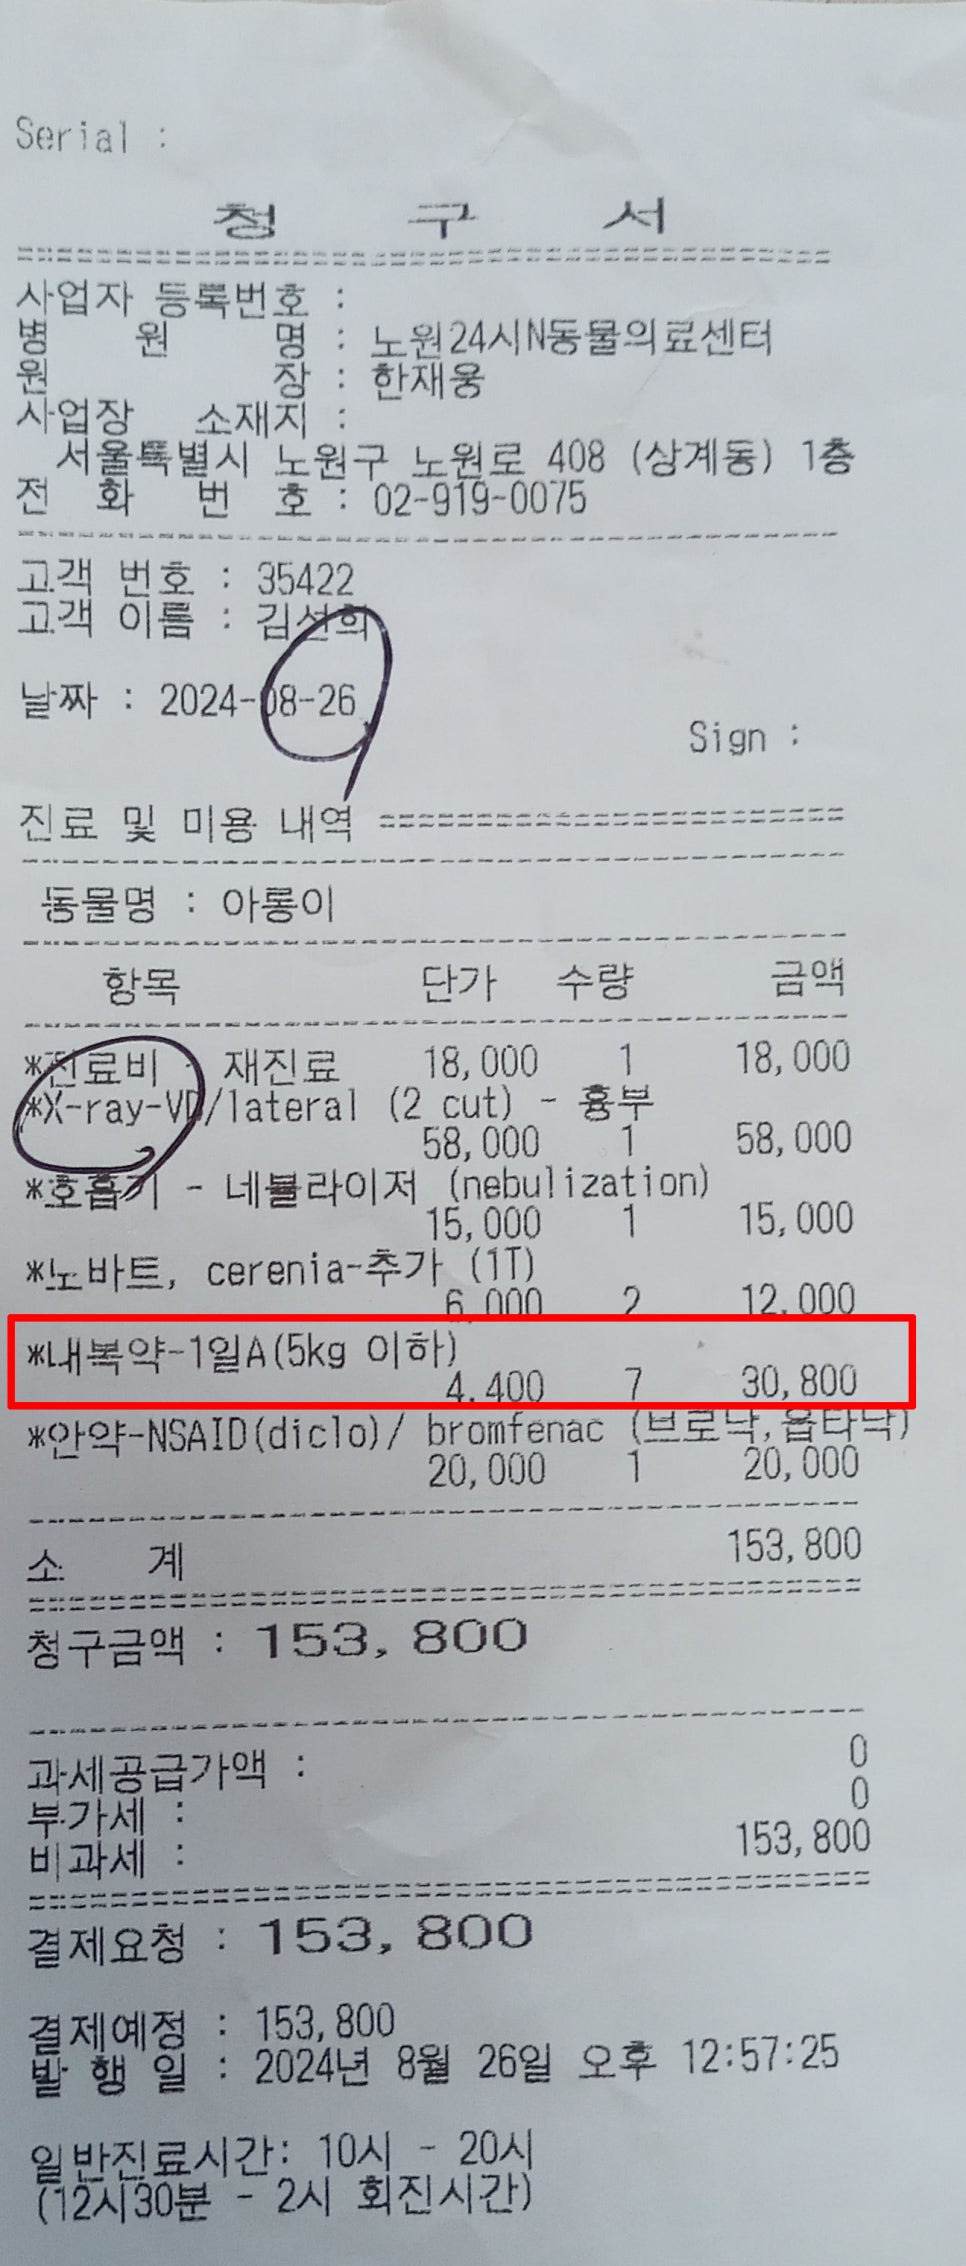 Serial :
청 구 서
사업자 등록번호 :
병 원 명 : 노원24시N동물의료센터
원 장 : 한재웅
사업장 소재지 :
서울특별시 노원구 노원로 408 (상계동) 1층
전 화 번 호 : 02-919-0075
고객 번호 : 35422
고객 이름 : 김선희
날짜 : 2024-08-26
Sign :
진료 및 미용 내역
동물명 : 아롱이
항목 단가 수량 금액
*진료비 - 재진료 18,000 1 18,000
*X-ray-VD/lateral (2 cut) - 흉부
58,000 1 58,000
*호흡기 - 네뷸라이저 (nebulization)
15,000 1 15,000
*노바트, cerenia-추가 (1T)
6,000 2 12,000
*내복약-1일A(5kg 이하)
4,400 7 30,800
*안약-NSAID(diclo)/ bromfenac (브로낙,옵타낙)
20,000 1 20,000
소 계 153,800
청구금액 : 153,800
과세공급가액 : 0
부가세 : 0
비과세 : 153,800
결제요청 : 153,800
결제예정 : 153,800
발 행 일 : 2024년 8월 26일 오후 12:57:25
일반진료시간: 10시 - 20시
(12시30분 - 2시 회진시간)